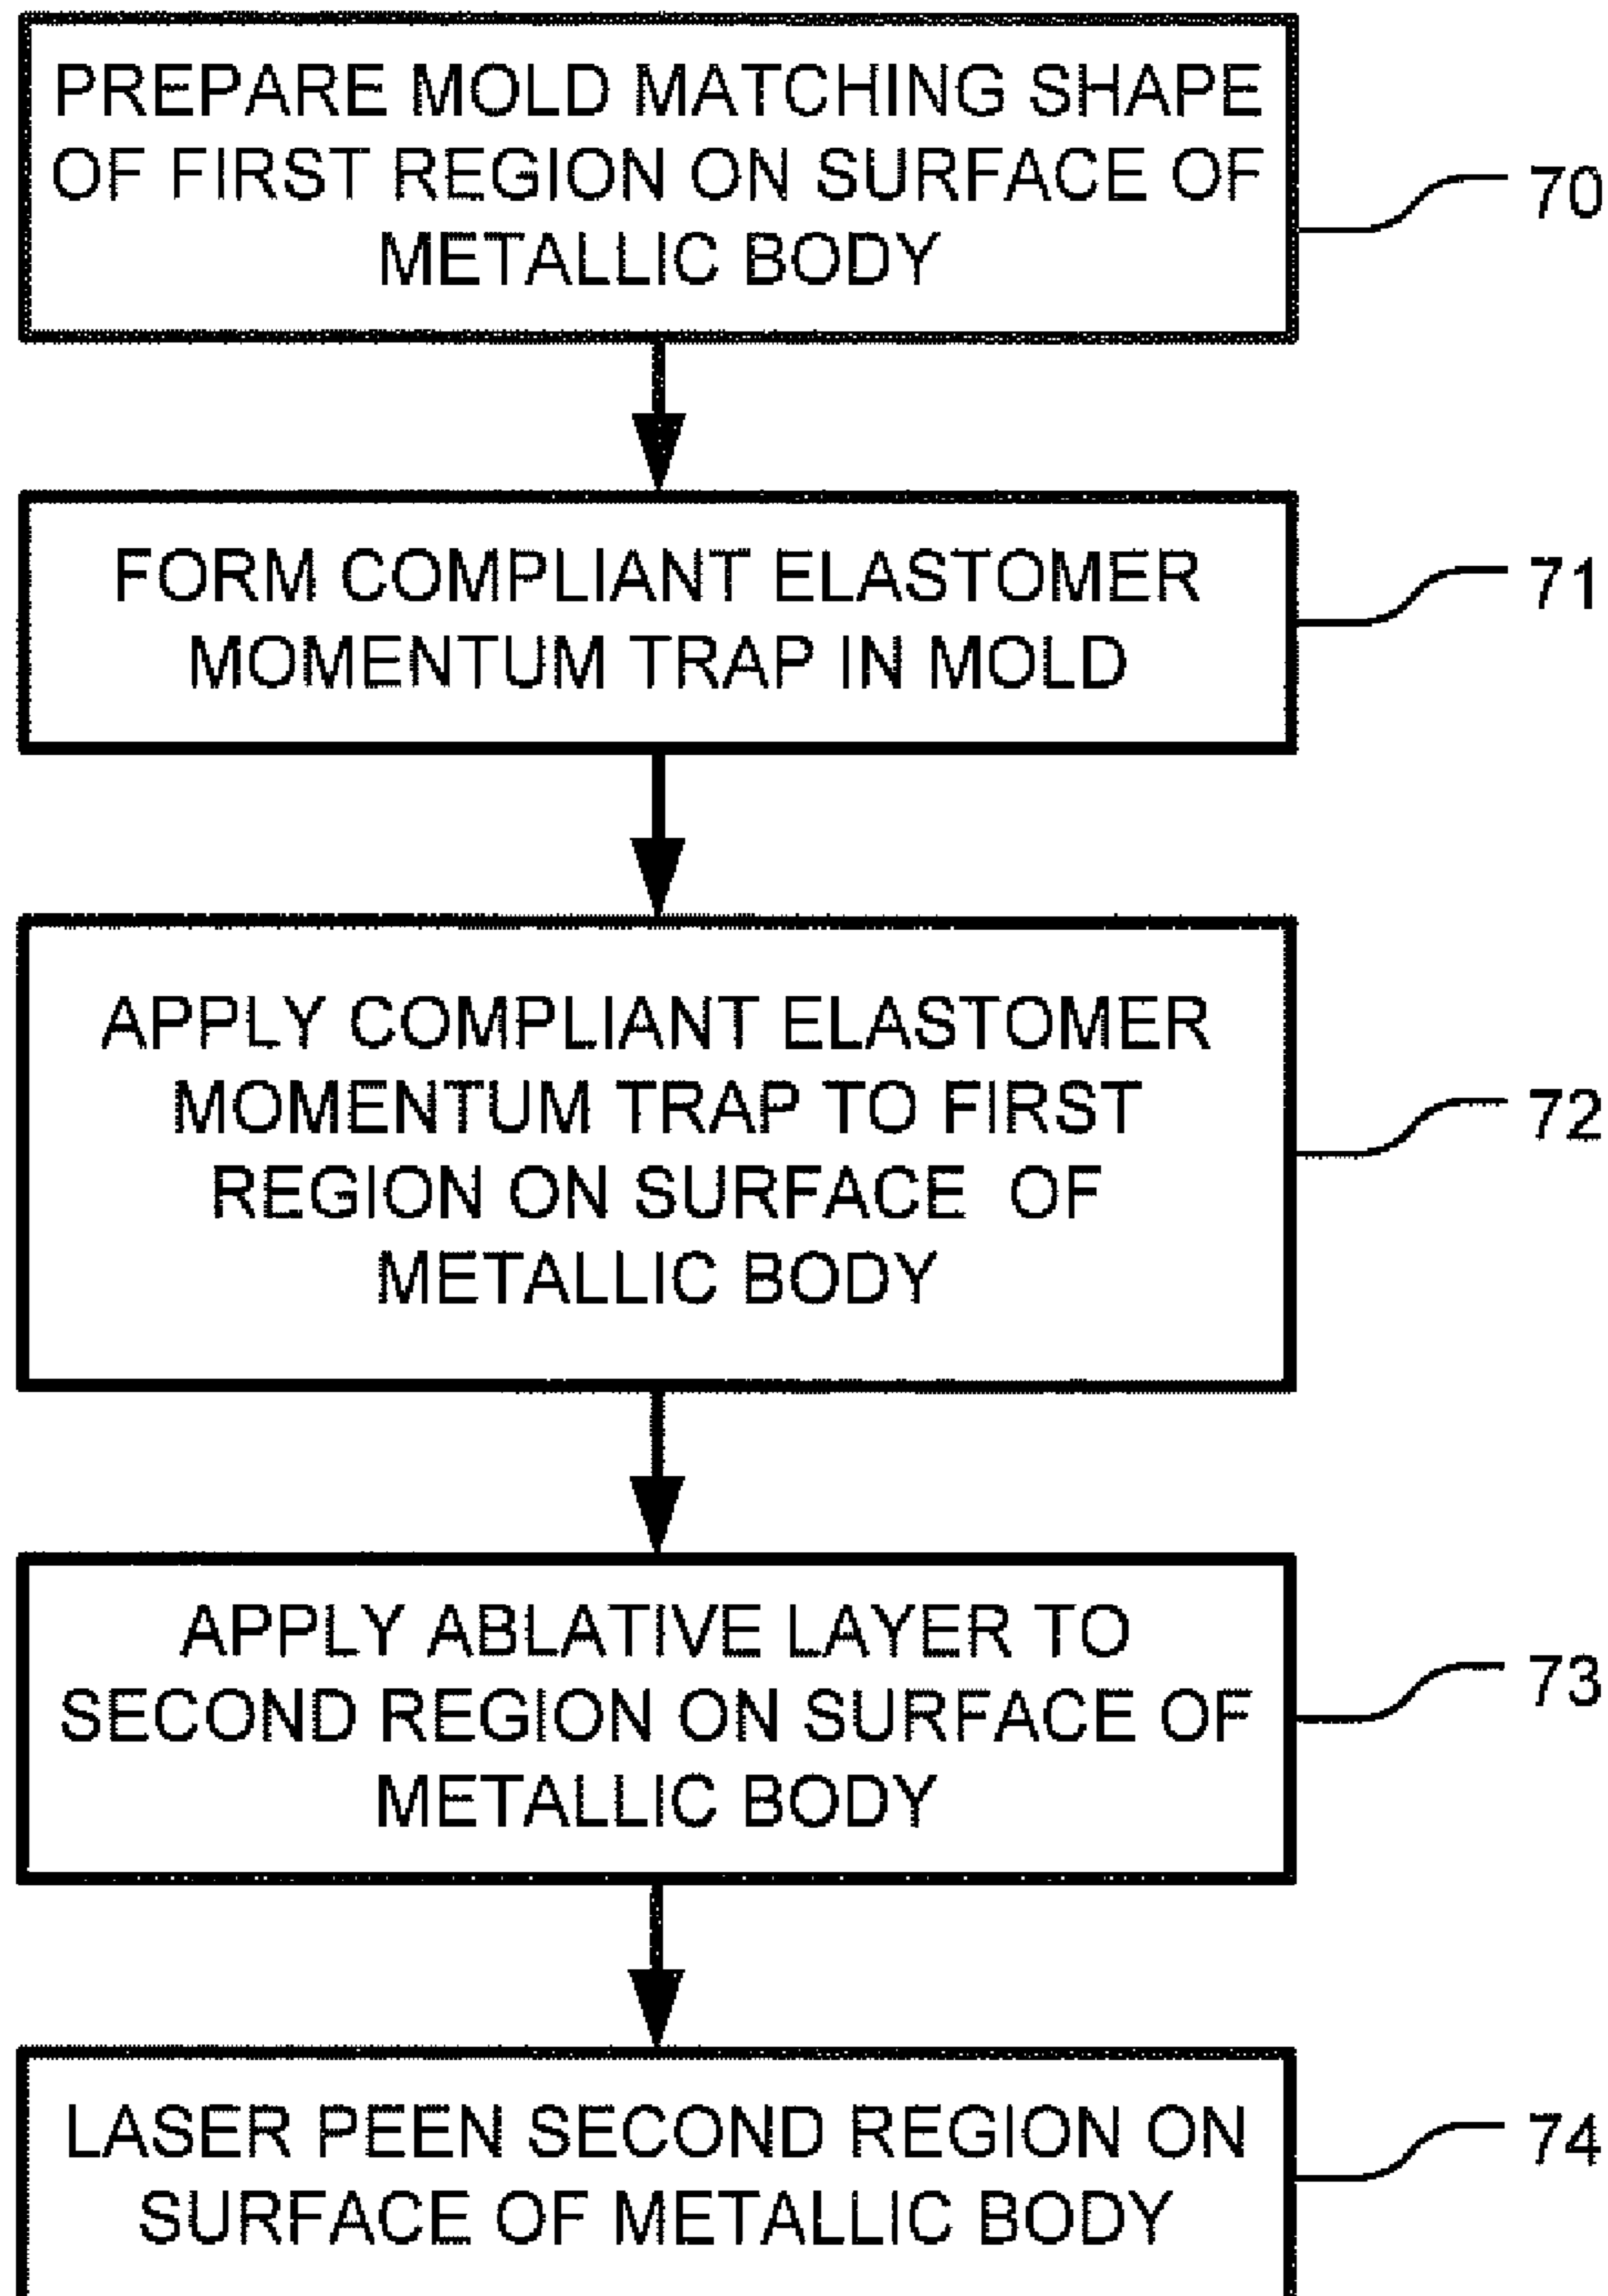 PREPARE MOLD MATCHING SHAPE
OF FIRST REGION ON SURFACE OF
METALLIC BODY
70
FORM COMPLIANT ELASTOMER
MOMENTUM TRAP IN MOLD
71
APPLY COMPLIANT ELASTOMER
MOMENTUM TRAP TO FIRST
REGION ON SURFACE OF
METALLIC BODY
72
APPLY ABLATIVE LAYER TO
SECOND REGION ON SURFACE OF
METALLIC BODY
73
LASER PEEN SECOND REGION ON
SURFACE OF METALLIC BODY
74